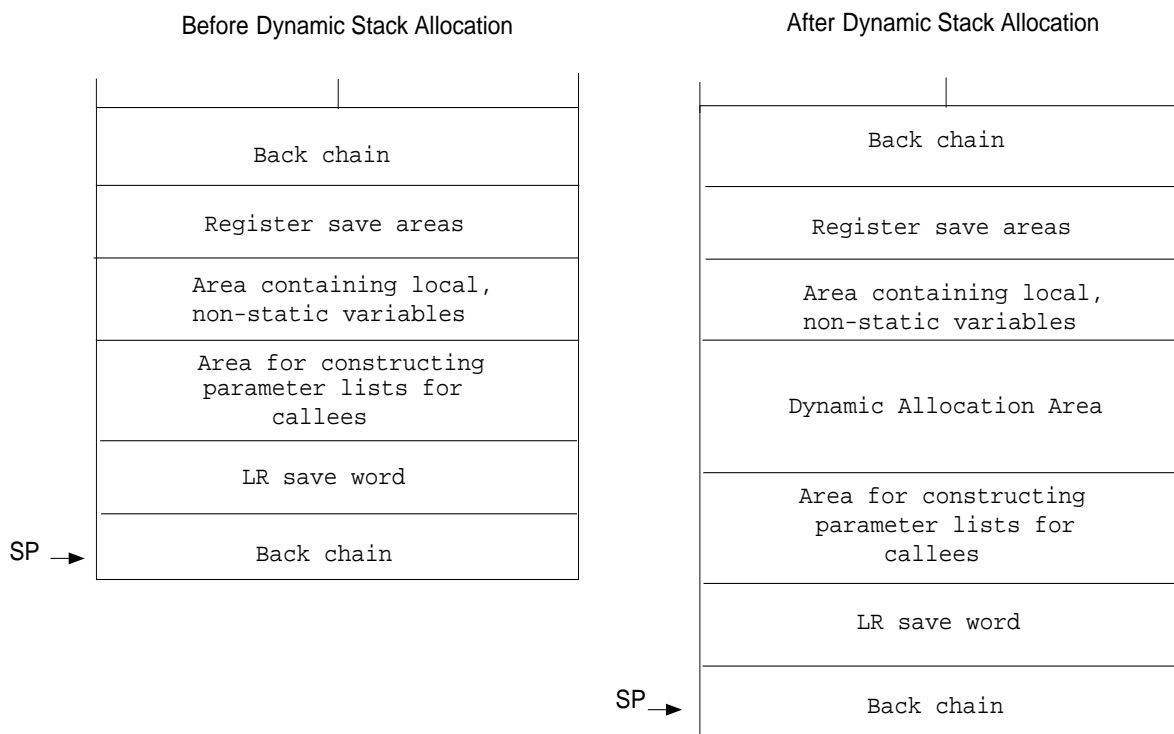 Before Dynamic Stack Allocation
Back chain
Register save areas
Area containing local,
non-static variables
Area for constructing
parameter lists for
callees
LR save word
SP
Back chain
After Dynamic Stack Allocation
Back chain
Register save areas
Area containing local,
non-static variables
Dynamic Allocation Area
Area for constructing
parameter lists for
callees
LR save word
SP
Back chain